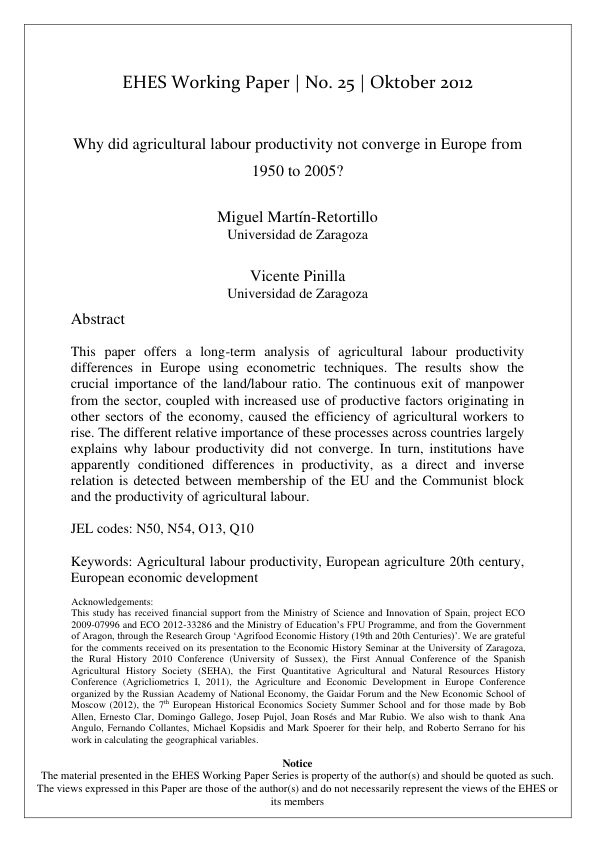 EHES Working Paper | No. 25 | Oktober 2012
Why did agricultural labour productivity not converge in Europe from
1950 to 2005?
Miguel Martín-Retortillo
Universidad de Zaragoza
Vicente Pinilla
Universidad de Zaragoza
Abstract
This paper offers a long-term analysis of agricultural labour productivity
differences in Europe using econometric techniques. The results show the
crucial importance of the land/labour ratio. The continuous exit of manpower
from the sector, coupled with increased use of productive factors originating in
other sectors of the economy, caused the efficiency of agricultural workers to
rise. The different relative importance of these processes across countries largely
explains why labour productivity did not converge. In turn, institutions have
apparently conditioned differences in productivity, as a direct and inverse
relation is detected between membership of the EU and the Communist block
and the productivity of agricultural labour.
JEL codes: N50, N54, O13, Q10
Keywords: Agricultural labour productivity, European agriculture 20th century,
European economic development
Acknowledgements:
This study has received financial support from the Ministry of Science and Innovation of Spain, project ECO
2009-07996 and ECO 2012-33286 and the Ministry of Education's FPU Programme, and from the Government
of Aragon, through the Research Group 'Agrifood Economic History (19th and 20th Centuries)'. We are grateful
for the comments received on its presentation to the Economic History Seminar at the University of Zaragoza,
the Rural History 2010 Conference (University of Sussex), the First Annual Conference of the Spanish
Agricultural History Society (SEHA), the First Quantitative Agricultural and Natural Resources History
Conference (Agricliometrics I, 2011), the Agriculture and Economic Development in Europe Conference
organized by the Russian Academy of National Economy, the Gaidar Forum and the New Economic School of
Moscow (2012), the 7th European Historical Economics Society Summer School and for those made by Bob
Allen, Ernesto Clar, Domingo Gallego, Josep Pujol, Joan Rosés and Mar Rubio. We also wish to thank Ana
Angulo, Fernando Collantes, Michael Kopsidis and Mark Spoerer for their help, and Roberto Serrano for his
work in calculating the geographical variables.
Notice
The material presented in the EHES Working Paper Series is property of the author(s) and should be quoted as such.
The views expressed in this Paper are those of the author(s) and do not necessarily represent the views of the EHES or
its members